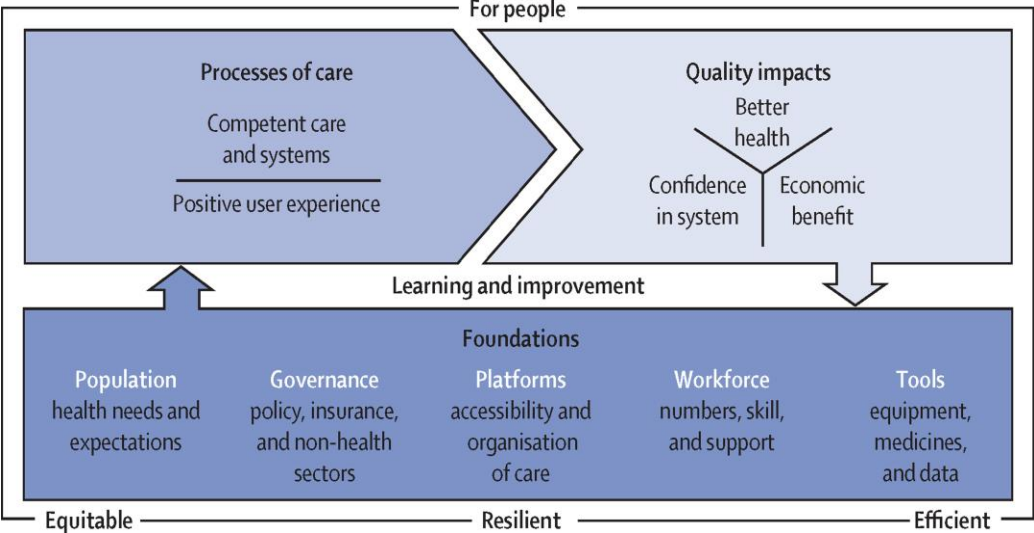 For people
Processes of care
Competent care
and systems
Positive user experience
Quality impacts
Better
health
Confidence
in system
Economic
benefit
Learning and improvement
Foundations
Population
health needs and
expectations
Governance
policy, insurance,
and non-health
sectors
Platforms
accessibility and
organisation
of care
Workforce
numbers, skill,
and support
Tools
equipment,
medicines,
and data
Equitable
Resilient
Efficient